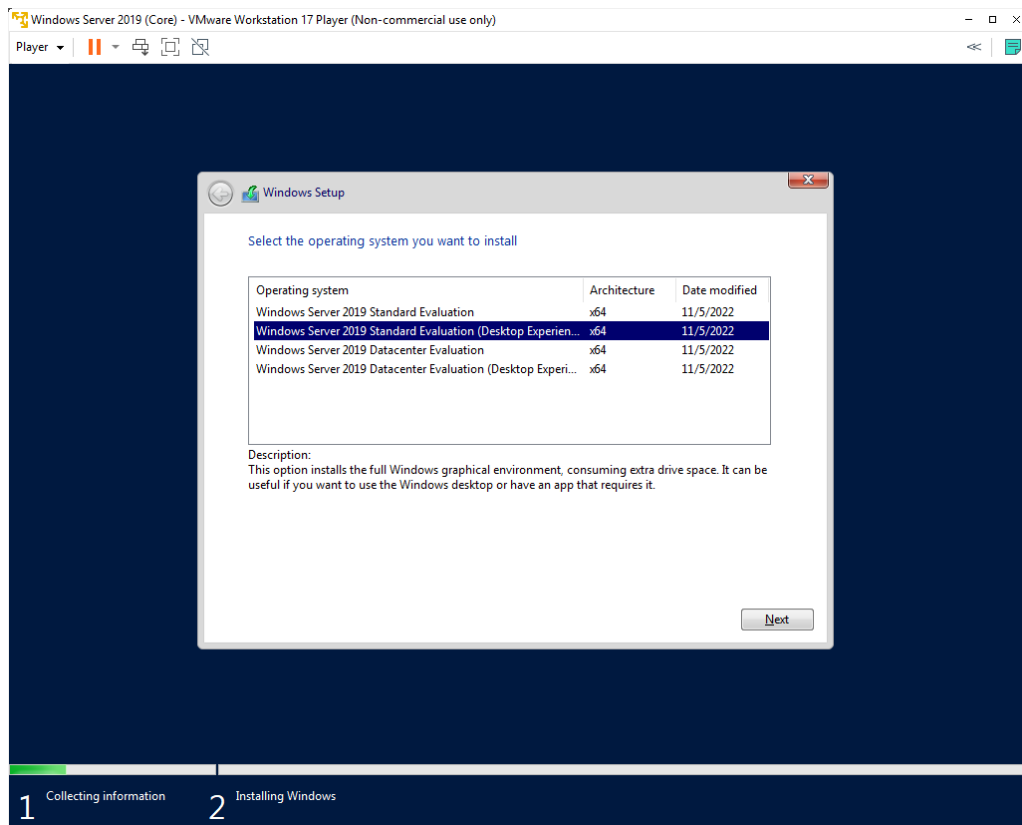 Windows Server 2019 (Core) - VMware Workstation 17 Player (Non-commercial use only)
Player
Windows Setup
Select the operating system you want to install
Operating system Architecture Date modified
Windows Server 2019 Standard Evaluation x64 11/5/2022
Windows Server 2019 Standard Evaluation (Desktop Experien... x64 11/5/2022
Windows Server 2019 Datacenter Evaluation x64 11/5/2022
Windows Server 2019 Datacenter Evaluation (Desktop Experi... x64 11/5/2022
Description:
This option installs the full Windows graphical environment, consuming extra drive space. It can be
useful if you want to use the Windows desktop or have an app that requires it.
Next
1 Collecting information 2 Installing Windows